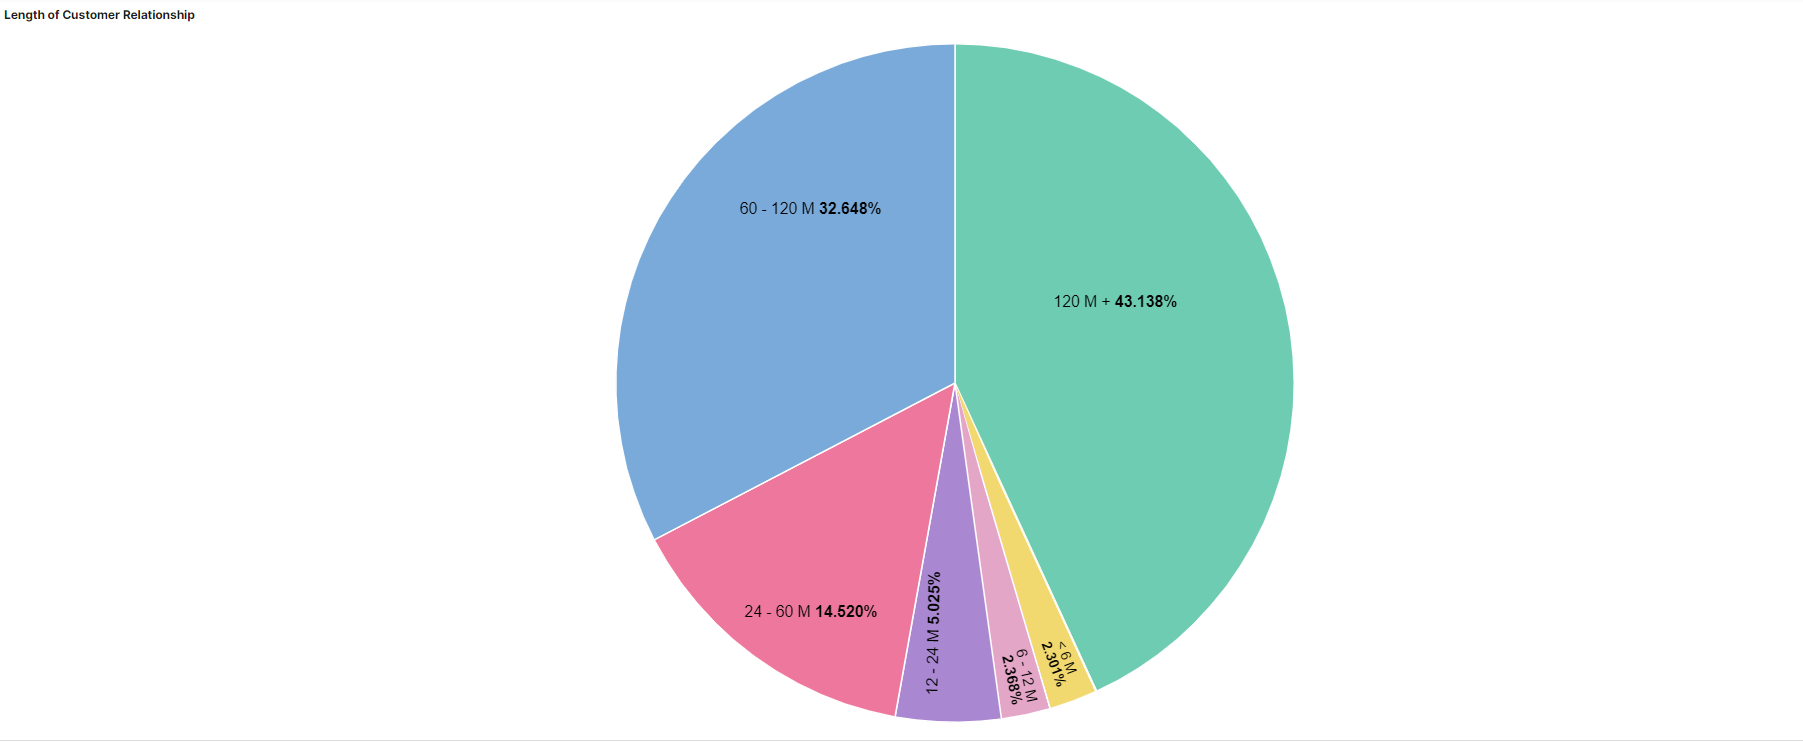 Length of Customer Relationship
60 - 120 M 32.648%
120 M + 43.138%
24 - 60 M 14.520%
12 - 24 M 5.025%
6 - 12 M
2.368%
< 6 M
2.301%